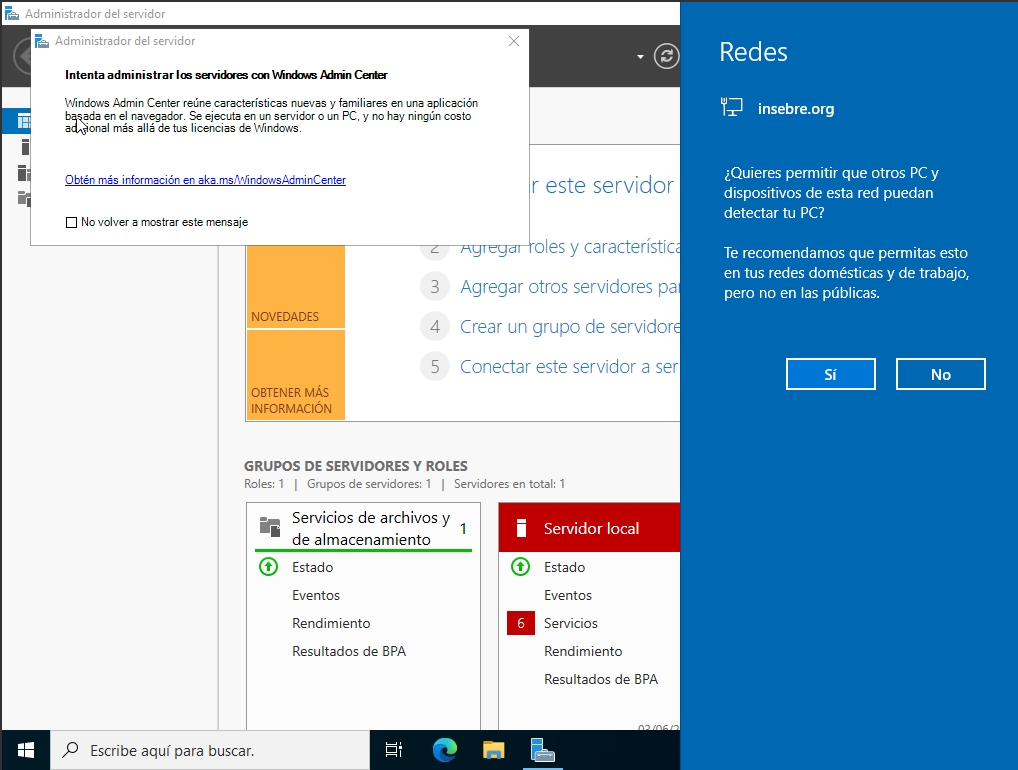 Administrador del servidor
Administrador del servidor
Intenta administrar los servidores con Windows Admin Center
Windows Admin Center reúne características nuevas y familiares en una aplicación
basada en el navegador. Se ejecuta en un servidor o un PC, y no hay ningún costo
adicional más allá de tus licencias de Windows.
Obtén más información en aka.ms/WindowsAdminCenter
No volver a mostrar este mensaje
este servidor
2 Agregar roles y característica
3 Agregar otros servidores
4 Crear un grupo de servidore
5 Conectar este servidor a ser
NOVEDADES
OBTENER MÁS
INFORMACIÓN
GRUPOS DE SERVIDORES Y ROLES
Roles: 1 | Grupos de servidores: 1 | Servidores en total: 1
Servicios de archivos y
de almacenamiento 1
Estado
Eventos
Rendimiento
Resultados de BPA
Servidor local
Estado
Eventos
6 Servicios
Rendimiento
Resultados de BPA
Redes
insebre.org
¿Quieres permitir que otros PC y
dispositivos de esta red puedan
detectar tu PC?
Te recomendamos que permitas esto
en tus redes domésticas y de trabajo,
pero no en las públicas.
Sí No
Escribe aquí para buscar.